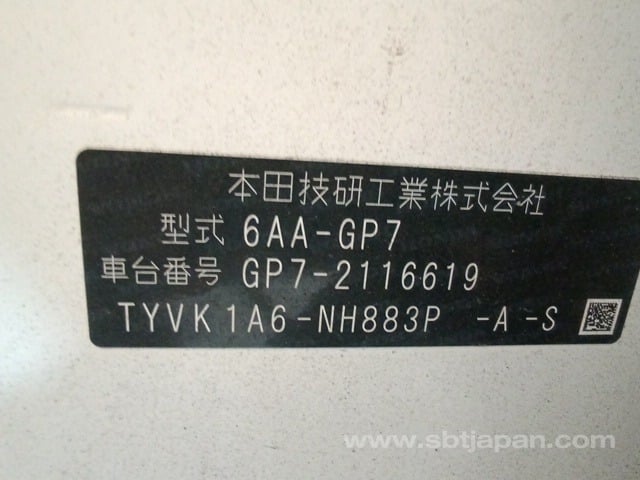 本田技研工業株式会社
型式 6AA-GP7
車台番号 GP7-2116619
TYVK1A6-NH883P -A-S
www.sbtjapan.com